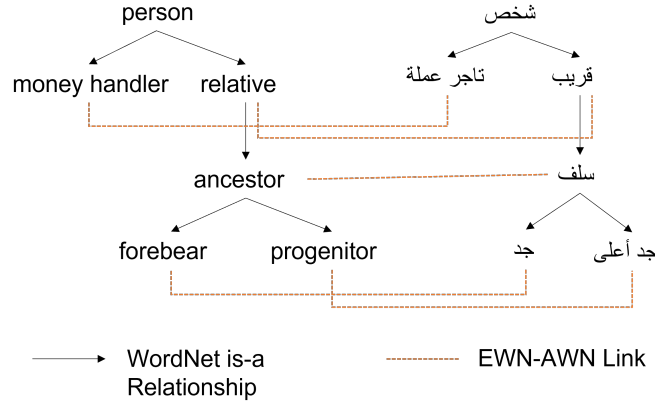 person
شخص
money handler
relative
تاجر عملة
قريب
ancestor
سلف
forebear
progenitor
جد
جد أعلى
WordNet is-a
Relationship
EWN-AWN Link